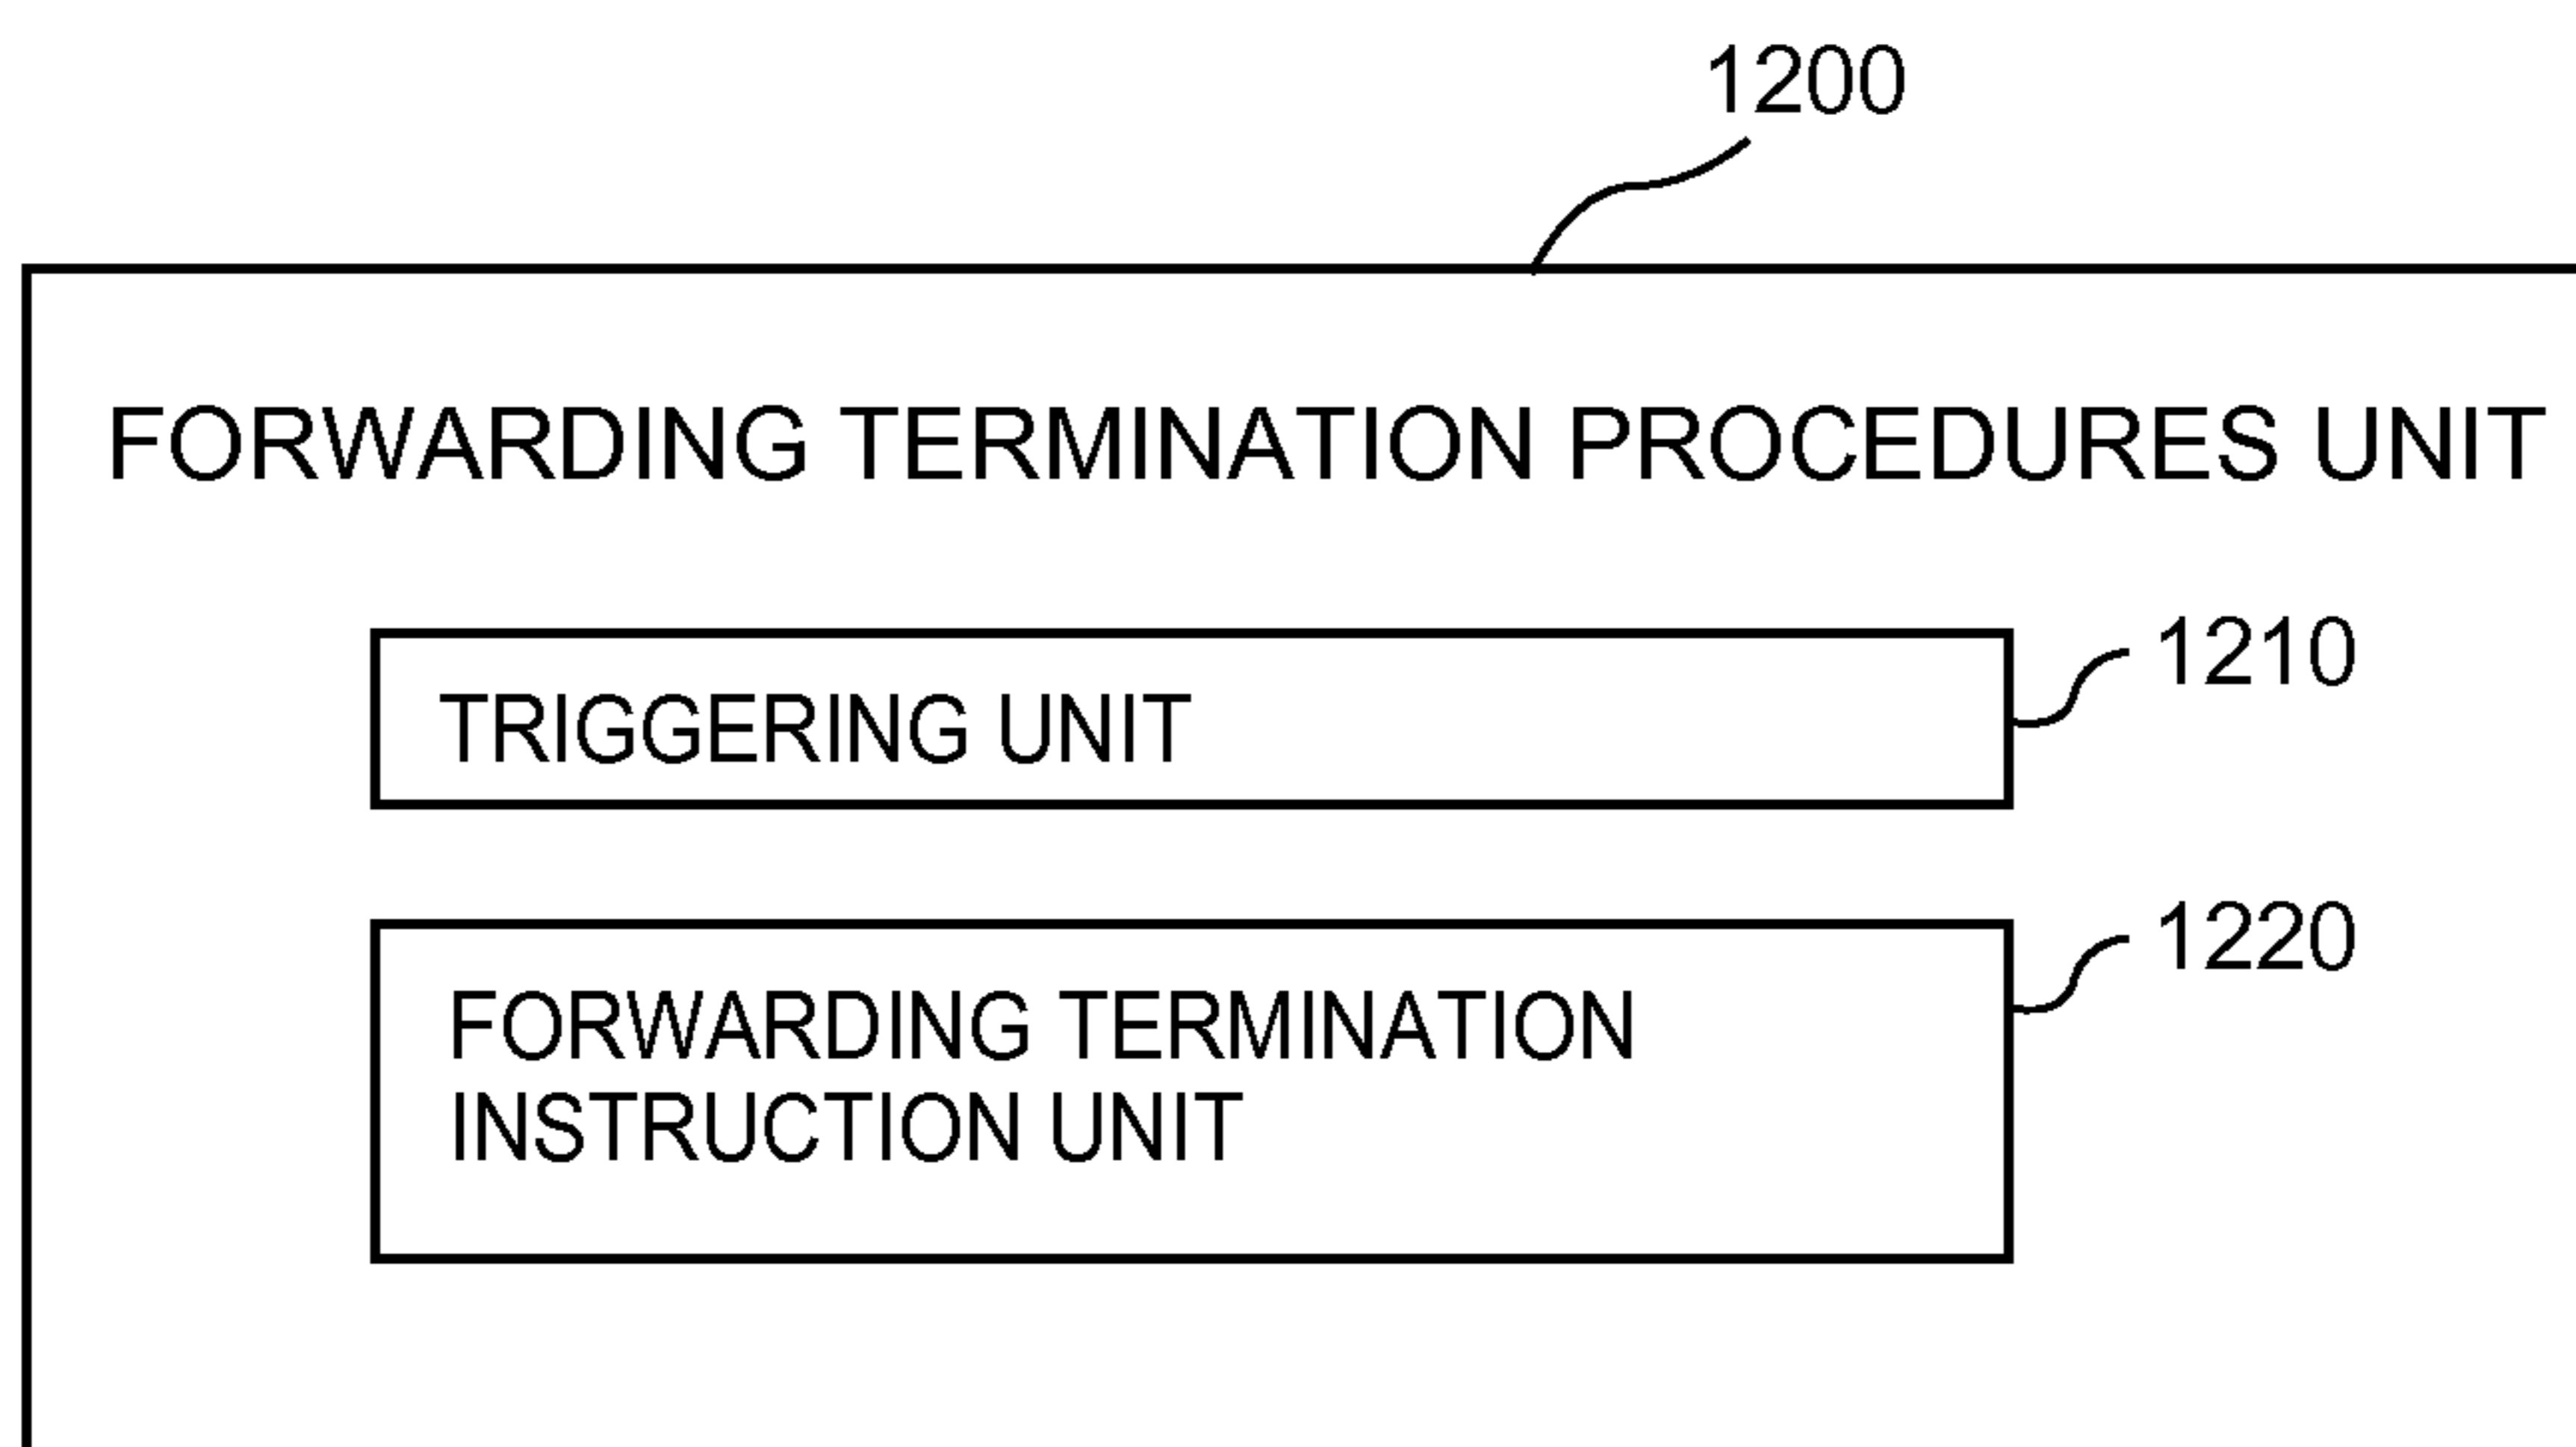 1200
FORWARDING TERMINATION PROCEDURES UNIT
TRIGGERING UNIT
1210
FORWARDING TERMINATION
INSTRUCTION UNIT
1220